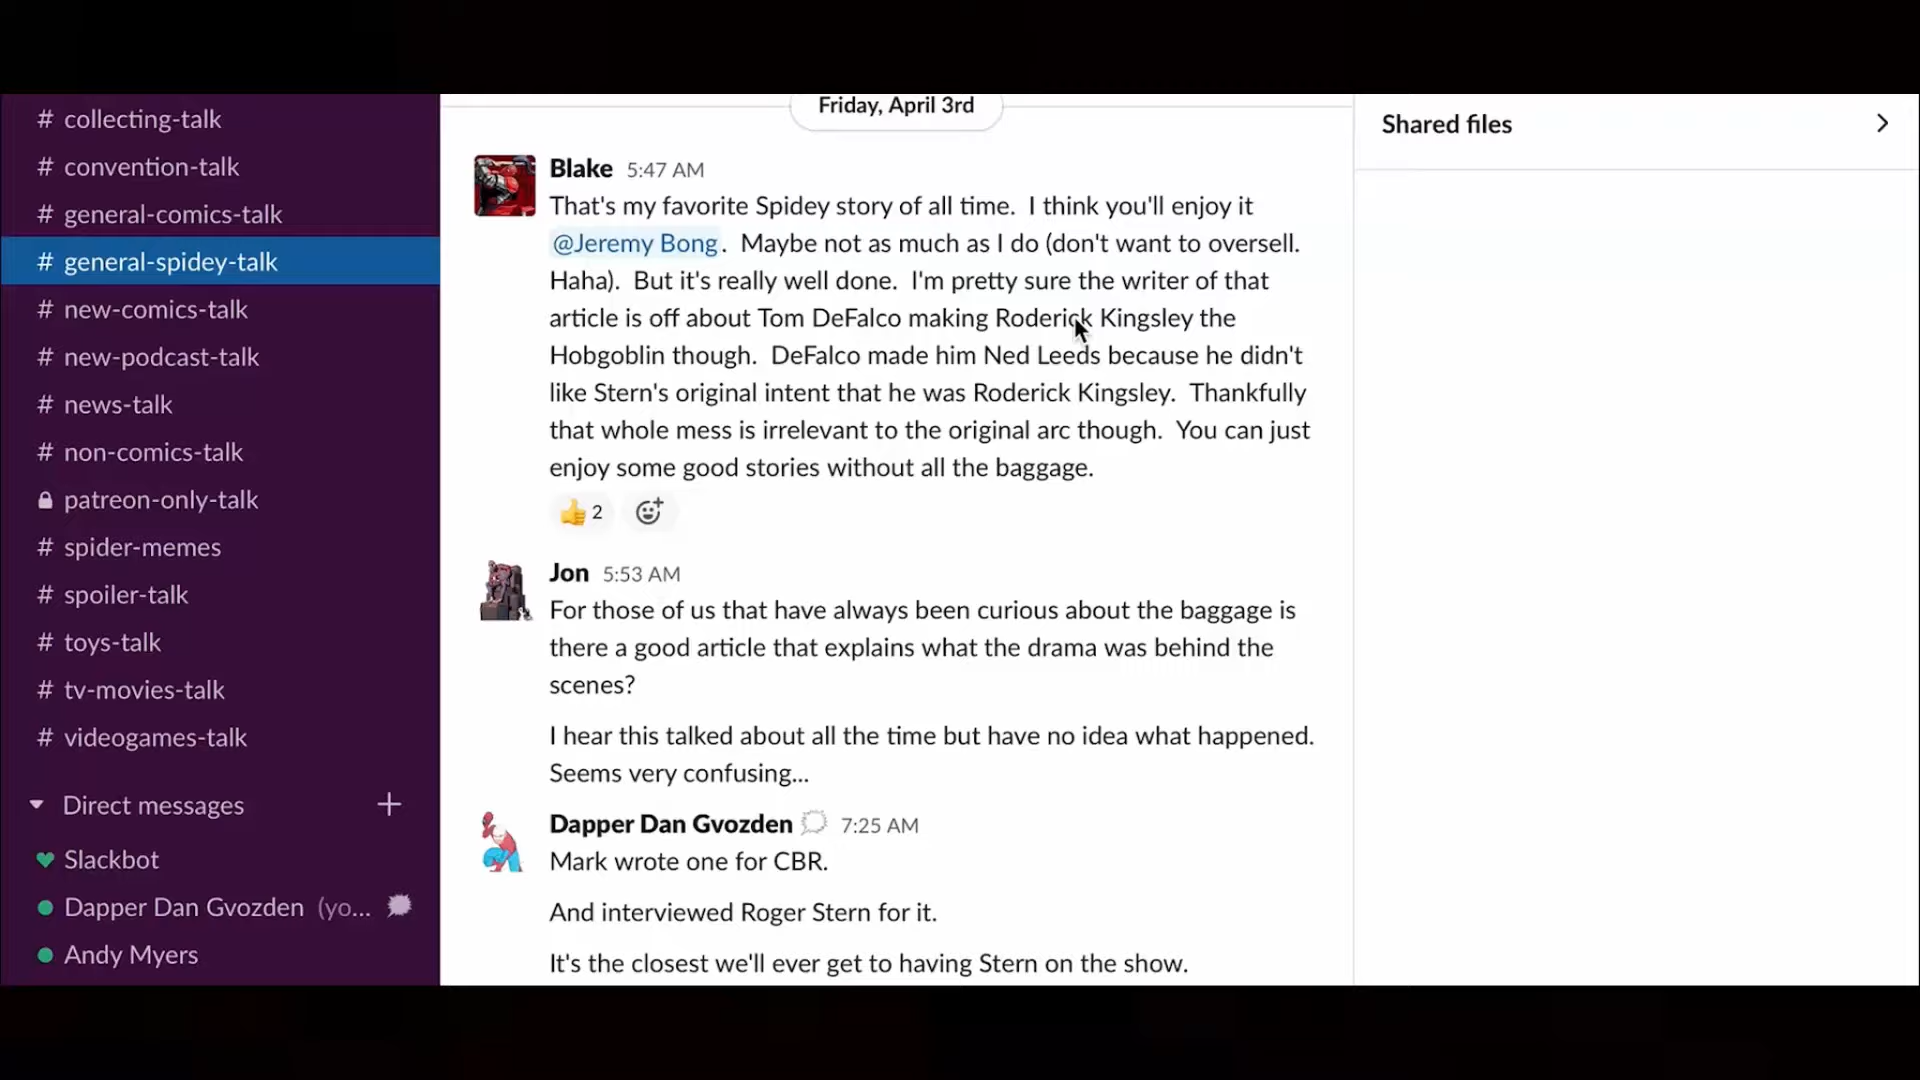 # collecting-talk
# convention-talk
# general-comics-talk
# general-spidey-talk
# new-comics-talk
# new-podcast-talk
# news-talk
# non-comics-talk
patreon-only-talk
# spider-memes
# spoiler-talk
# toys-talk
# tv-movies-talk
# videogames-talk
Direct messages +
Slackbot
Dapper Dan Gvozden (yo...
Andy Myers
Friday, April 3rd
Blake 5:47 AM
That's my favorite Spidey story of all time. I think you'll enjoy it
@Jeremy Bong. Maybe not as much as I do (don't want to oversell.
Haha). But it's really well done. I'm pretty sure the writer of that
article is off about Tom DeFalco making Roderick Kingsley the
Hobgoblin though. DeFalco made him Ned Leeds because he didn't
like Stern's original intent that he was Roderick Kingsley. Thankfully
that whole mess is irrelevant to the original arc though. You can just
enjoy some good stories without all the baggage.
👍 2
Jon 5:53 AM
For those of us that have always been curious about the baggage is
there a good article that explains what the drama was behind the
scenes?
I hear this talked about all the time but have no idea what happened.
Seems very confusing...
Dapper Dan Gvozden 7:25 AM
Mark wrote one for CBR.
And interviewed Roger Stern for it.
It's the closest we'll ever get to having Stern on the show.
Shared files